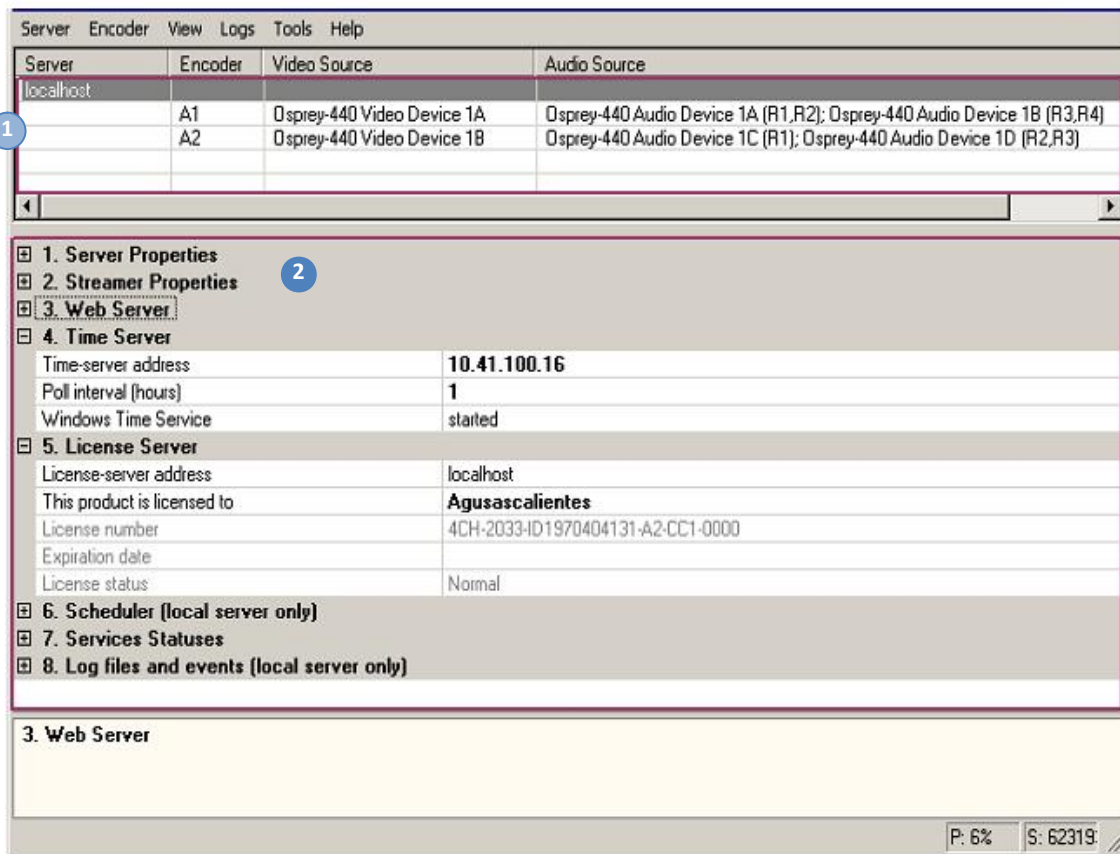 Server Encoder View Logs Tools Help
Server Encoder Video Source Audio Source
localhost
1
A1 Osprey-440 Video Device 1A Osprey-440 Audio Device 1A (R1,R2); Osprey-440 Audio Device 1B (R3,R4)
A2 Osprey-440 Video Device 1B Osprey-440 Audio Device 1C (R1); Osprey-440 Audio Device 1D (R2,R3)
1. Server Properties
2
2. Streamer Properties
3. Web Server
4. Time Server
Time-server address 10.41.100.16
Poll interval (hours) 1
Windows Time Service started
5. License Server
License-server address localhost
This product is licensed to Agusascalientes
License number 4CH-2033-ID1970404131-A2-CC1-0000
Expiration date
License status Normal
6. Scheduler (local server only)
7. Services Statuses
8. Log files and events (local server only)
3. Web Server
P: 6% S: 62319